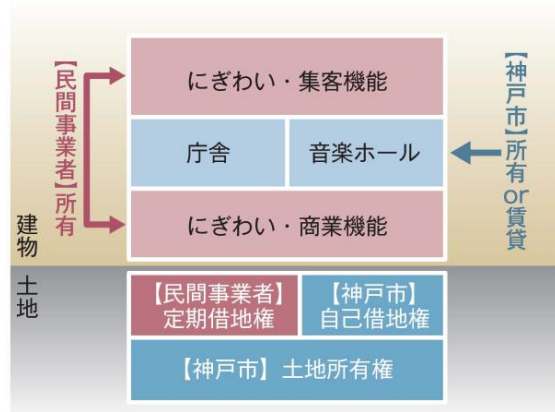 【民間事業者】所有
にぎわい・集客機能
庁舎
音楽ホール
にぎわい・商業機能
【神戸市】所有or賃貸
建物
土地
【民間事業者】
定期借地権
【神戸市】
自己借地権
【神戸市】土地所有権